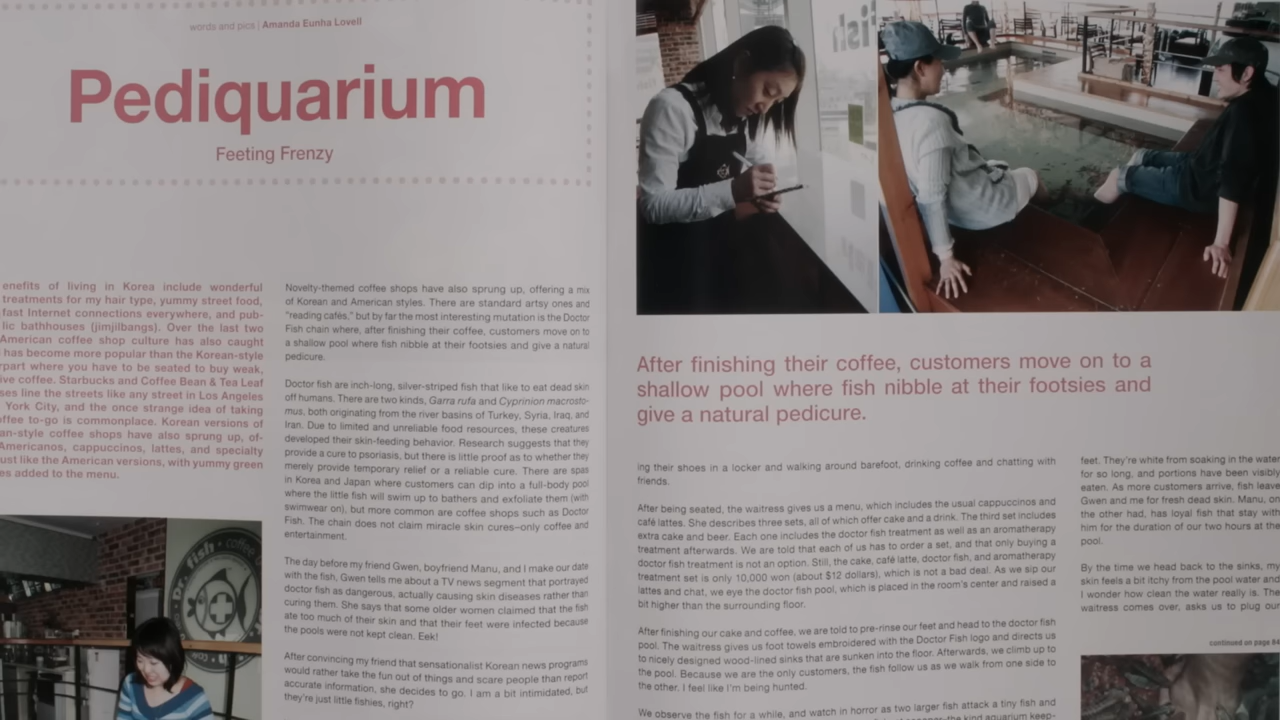 words and pics | Amanda Eunha Lovell
Pediquarium
Feeting Frenzy
enefits of living in Korea include wonderful
treatments for my hair type, yummy street food,
fast Internet connections everywhere, and pub-
lic bathhouses (jimjilbangs). Over the last two
American coffee shop culture has also caught
has become more popular than the Korean-style
rpart where you have to be seated to buy weak,
ive coffee. Starbucks and Coffee Bean & Tea Leaf
ses line the streets like any street in Los Angeles
York City, and the once strange idea of taking
offee to-go is commonplace. Korean versions of
an-style coffee shops have also sprung up, of-
Americanos, cappuccinos, lattes, and specialty
ust like the American versions, with yummy green
es added to the menu.
Dr. fish • coffee
Novelty-themed coffee shops have also sprung up, offering a mix
of Korean and American styles. There are standard artsy ones and
"reading cafés," but by far the most interesting mutation is the Doctor
Fish chain where, after finishing their coffee, customers move on to
a shallow pool where fish nibble at their footsies and give a natural
pedicure.
Doctor fish are inch-long, silver-striped fish that like to eat dead skin
off humans. There are two kinds, Garra rufa and Cyprinion macrosto-
mus, both originating from the river basins of Turkey, Syria, Iraq, and
Iran. Due to limited and unreliable food resources, these creatures
developed their skin-feeding behavior. Research suggests that they
provide a cure to psoriasis, but there is little proof as to whether they
merely provide temporary relief or a reliable cure. There are spas
in Korea and Japan where customers can dip into a full-body pool
where the little fish will swim up to bathers and exfoliate them (with
swimwear on), but more common are coffee shops such as Doctor
Fish. The chain does not claim miracle skin cures–only coffee and
entertainment.
The day before my friend Gwen, boyfriend Manu, and I make our date
with the fish, Gwen tells me about a TV news segment that portrayed
doctor fish as dangerous, actually causing skin diseases rather than
curing them. She says that some older women claimed that the fish
ate too much of their skin and that their feet were infected because
the pools were not kept clean. Eek!
After convincing my friend that sensationalist Korean news programs
would rather take the fun out of things and scare people than report
accurate information, she decides to go. I am a bit intimidated, but
they're just little fishies, right?
fish
After finishing their coffee, customers move on to a
shallow pool where fish nibble at their footsies and
give a natural pedicure.
ing their shoes in a locker and walking around barefoot, drinking coffee and chatting with
friends.
After being seated, the waitress gives us a menu, which includes the usual cappuccinos and
café lattes. She describes three sets, all of which offer cake and a drink. The third set includes
extra cake and beer. Each one includes the doctor fish treatment as well as an aromatherapy
treatment afterwards. We are told that each of us has to order a set, and that only buying a
doctor fish treatment is not an option. Still, the cake, café latte, doctor fish, and aromatherapy
treatment set is only 10,000 won (about $12 dollars), which is not a bad deal. As we sip our
lattes and chat, we eye the doctor fish pool, which is placed in the room's center and raised a
bit higher than the surrounding floor.
After finishing our cake and coffee, we are told to pre-rinse our feet and head to the doctor fish
pool. The waitress gives us foot towels embroidered with the Doctor Fish logo and directs us
to nicely designed wood-lined sinks that are sunken into the floor. Afterwards, we climb up to
the pool. Because we are the only customers, the fish follow us as we walk from one side to
the other. I feel like I'm being hunted.
We observe the fish for a while, and watch in horror as two larger fish attack a tiny fish and
the kind aquarium keep-
feet. They're white from soaking in the water
for so long, and portions have been visibly
eaten. As more customers arrive, fish leave
Gwen and me for fresh dead skin. Manu, on
the other had, has loyal fish that stay with
him for the duration of our two hours at the
pool.
By the time we head back to the sinks, my
skin feels a bit itchy from the pool water and
I wonder how clean the water really is. The
waitress comes over, asks us to plug our
continued on page